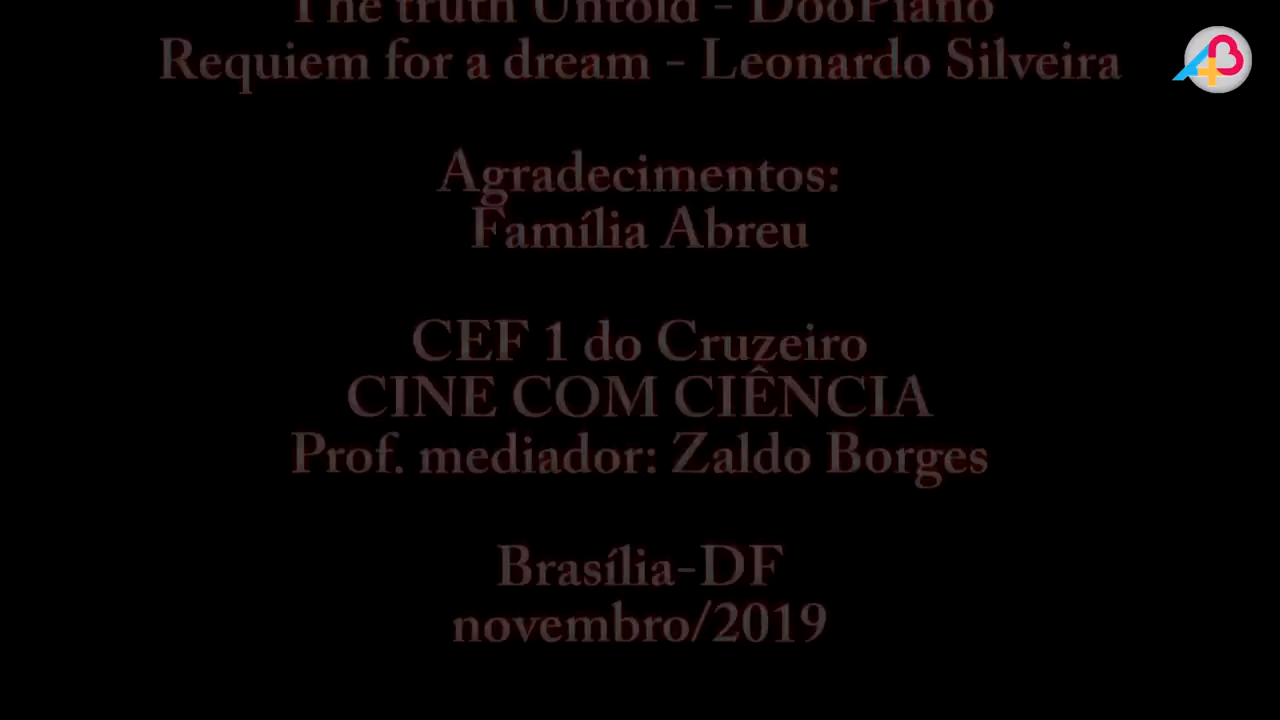 The truth Untold - DooPiano
Requiem for a dream - Leonardo Silveira
Agradecimentos:
Família Abreu
CEF 1 do Cruzeiro
CINE COM CIÊNCIA
Prof. mediador: Zaldo Borges
Brasília-DF
novembro/2019
A+B